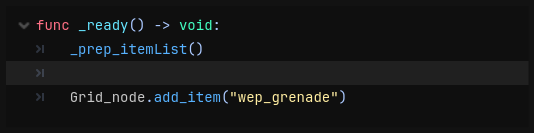 func _ready() -> void:
	_prep_itemList()
	Grid_node.add_item("wep_grenade")